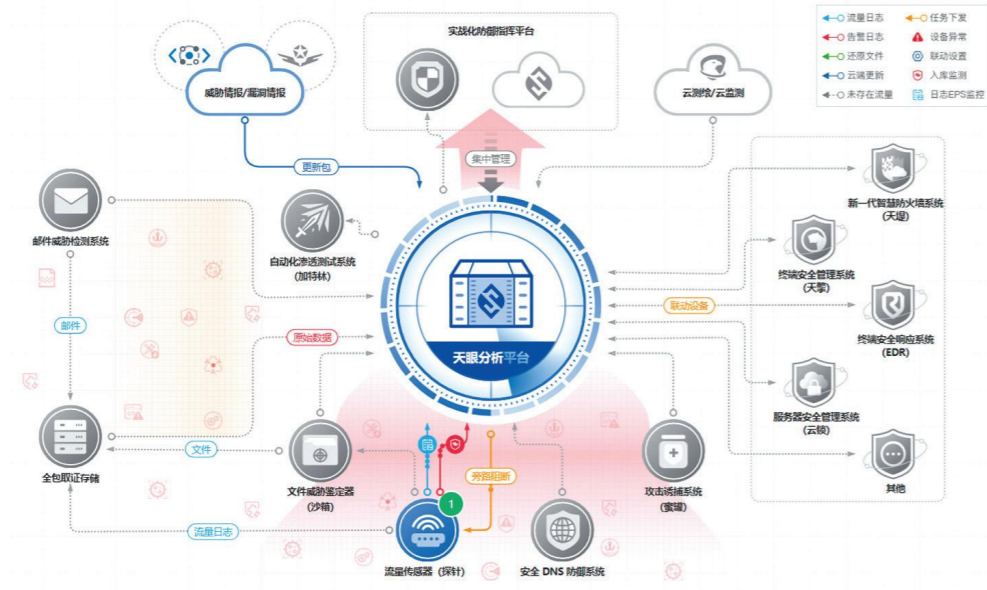 实战化防御指挥平台
流量日志
任务下发
告警日志
设备异常
还原文件
联动设置
云端更新
入库监测
未存在流量
日志EPS监控
威胁情报/漏洞情报
云测绘/云监测
更新包
集中管理
邮件威胁检测系统
自动化渗透测试系统
(加特林)
新一代智慧防火墙系统
(天堤)
终端安全管理系统
(天擎)
联动设备
邮件
原始数据
终端安全响应系统
(EDR)
天眼分析平台
服务器安全管理系统
(云锁)
文件
全包取证存储
旁路阻断
文件威胁鉴定器
(沙箱)
攻击诱捕系统
(蜜罐)
其他
1
流量日志
流量传感器（探针）
安全 DNS 防御系统